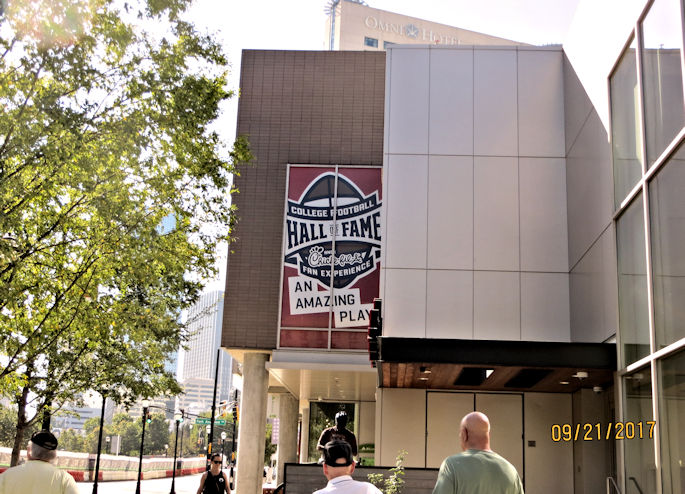 OMNI HOTEL
COLLEGE FOOTBALL
HALL OF FAME
Chick-fil-A
FAN EXPERIENCE
AN
AMAZING
PLAY
09/21/2017